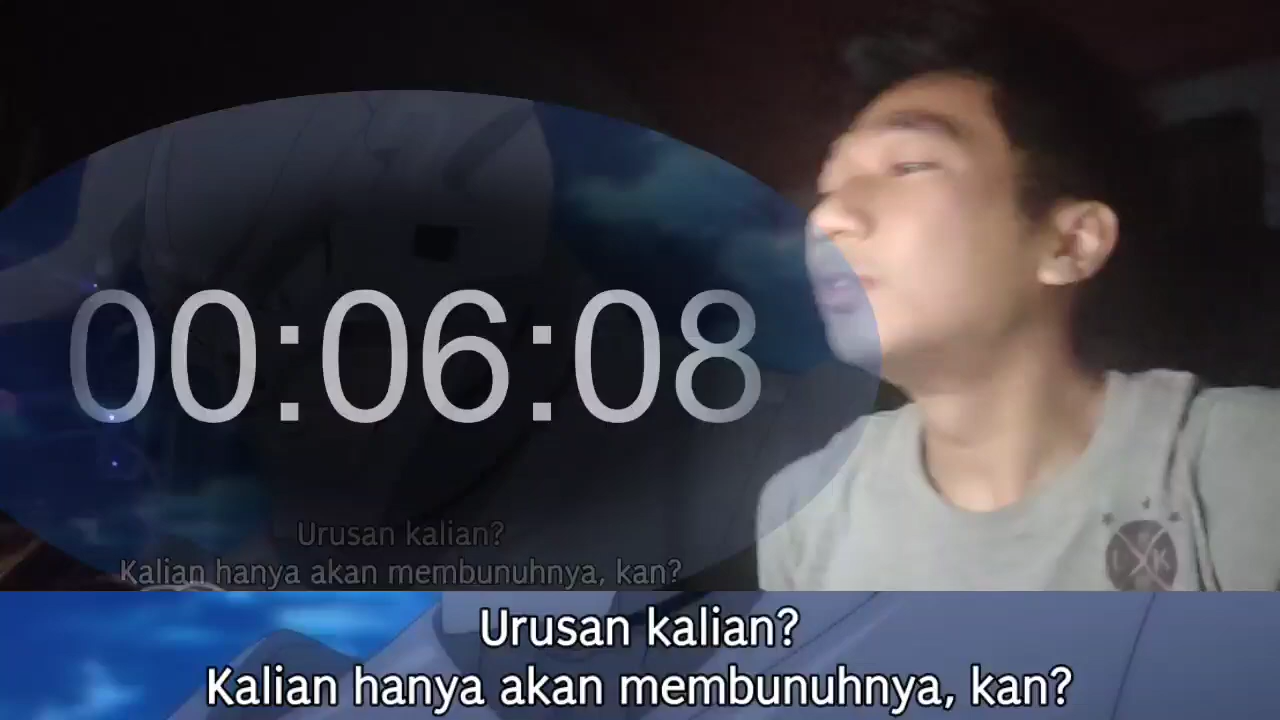 00:06:08
Urusan kalian?
Kalian hanya akan membunuhnya, kan?
I K
Urusan kalian?
Kalian hanya akan membunuhnya, kan?